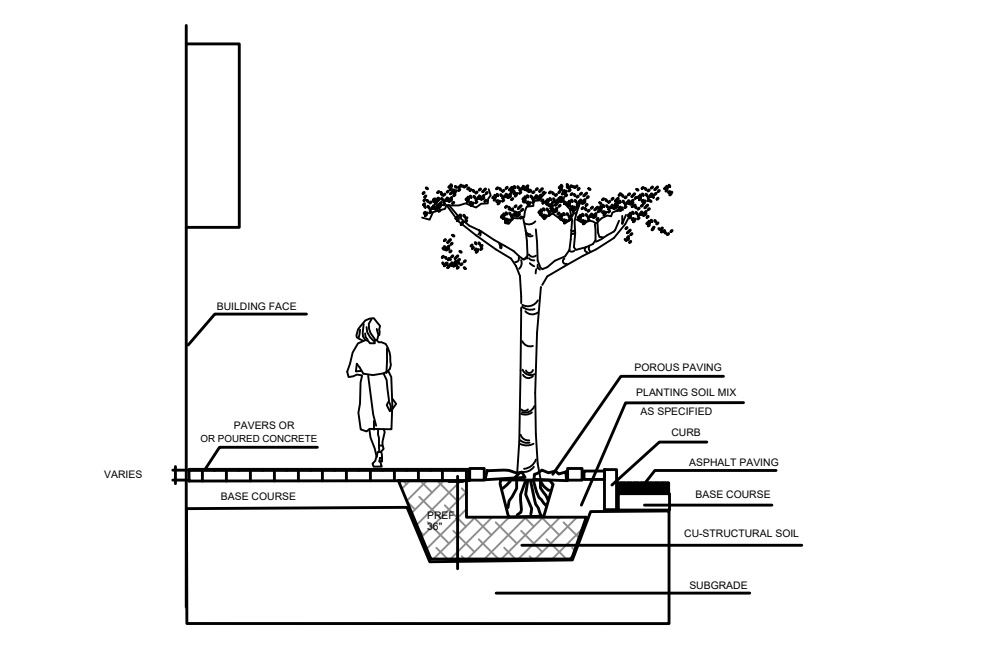 BUILDING FACE
POROUS PAVING
PLANTING SOIL MIX
AS SPECIFIED
CURB
PAVERS OR
OR POURED CONCRETE
ASPHALT PAVING
VARIES
BASE COURSE
BASE COURSE
PREF
36"
CU-STRUCTURAL SOIL
SUBGRADE